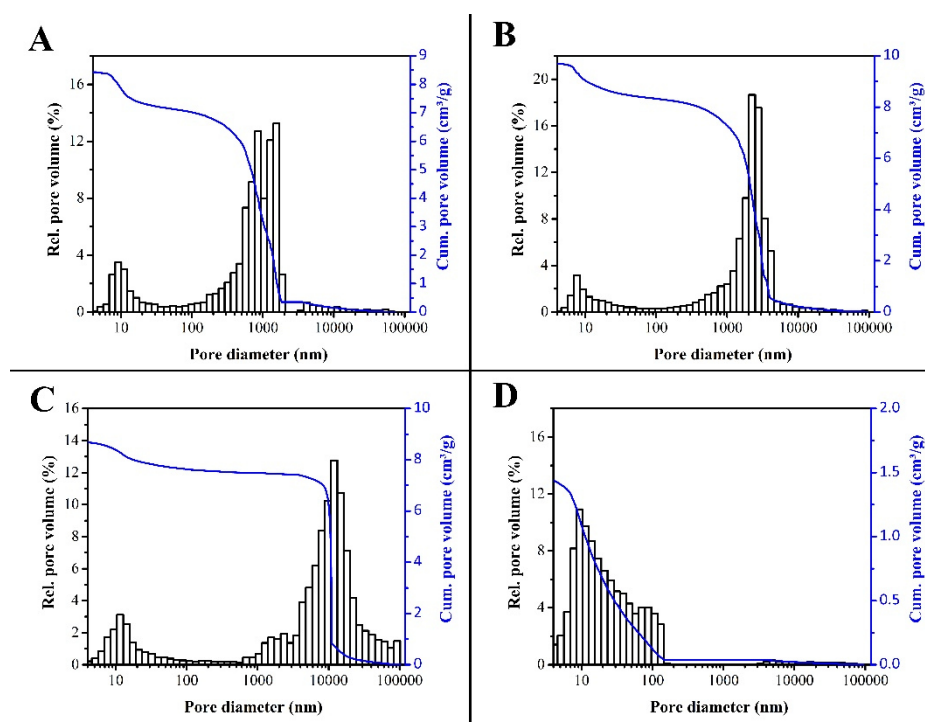 A
Rel. pore volume (%)
16
12
8
4
0
9
8
7
6
5
4
3
2
1
0
Cum. pore volume (cm³/g)
10 100 1000 10000 100000
Pore diameter (nm)
B
Rel. pore volume (%)
20
16
12
8
4
0
10
8
6
4
2
0
Cum. pore volume (cm³/g)
10 100 1000 10000 100000
Pore diameter (nm)
C
Rel. pore volume (%)
16
14
12
10
8
6
4
2
0
10
8
6
4
2
0
Cum. pore volume (cm³/g)
10 100 1000 10000 100000
Pore diameter (nm)
D
Rel. pore volume (%)
16
12
8
4
0
2.0
1.5
1.0
0.5
0.0
Cum. pore volume (cm³/g)
10 100 1000 10000 100000
Pore diameter (nm)